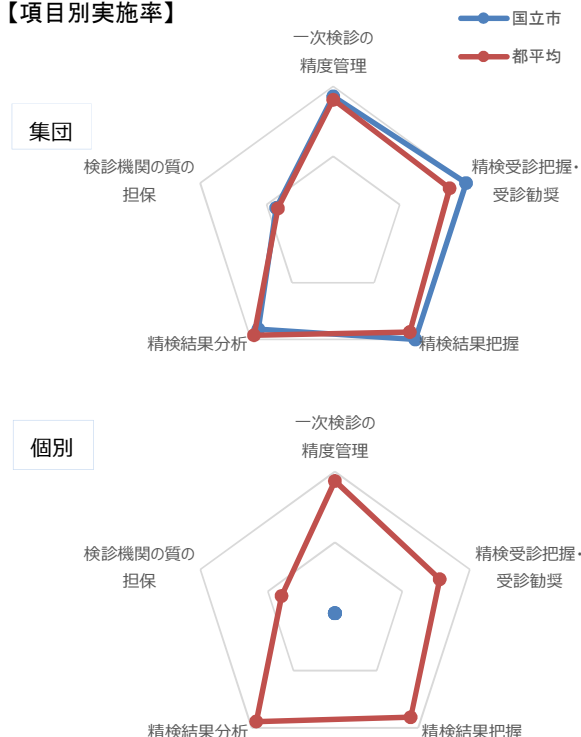 【項目別実施率】
国立市
都平均
集団
一次検診の
精度管理
精検受診把握・
受診勧奨
精検結果把握
精検結果分析
検診機関の質の
担保
個別
一次検診の
精度管理
精検受診把握・
受診勧奨
精検結果把握
精検結果分析
検診機関の質の
担保